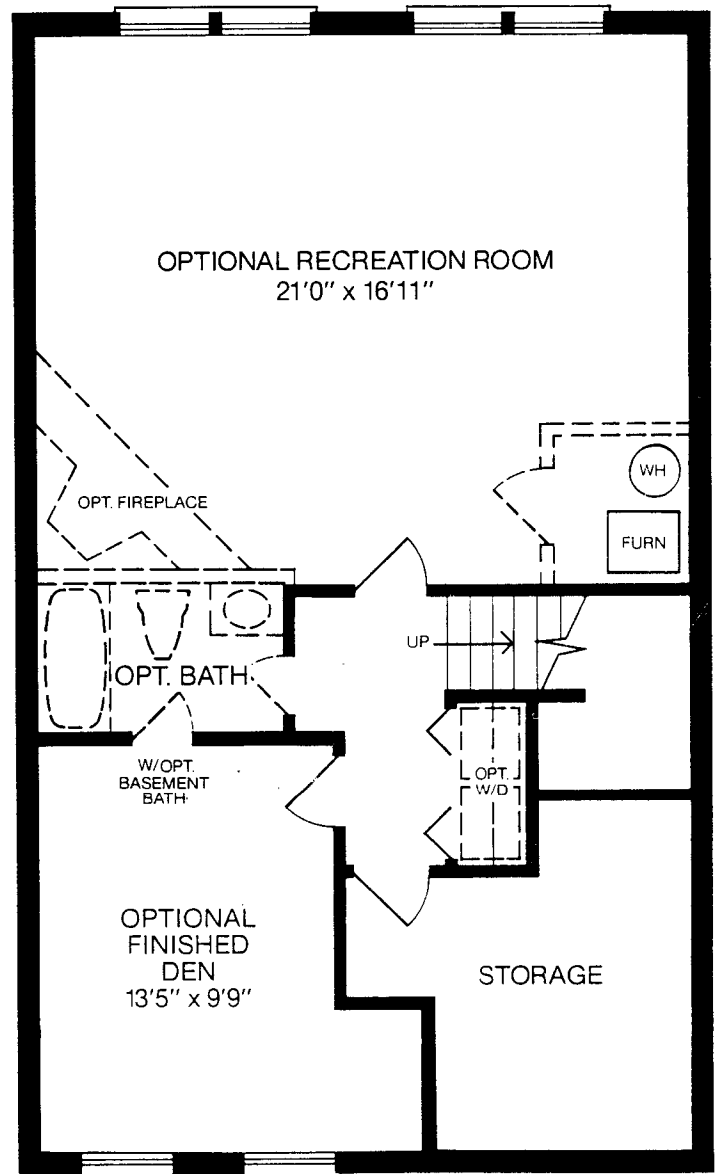 OPTIONAL RECREATION ROOM
21'0" x 16'11"
OPT. FIREPLACE
WH
FURN
UP
OPT. BATH
W/OPT.
BASEMENT
BATH
OPT.
W/D
OPTIONAL
FINISHED
DEN
13'5" x 9'9"
STORAGE